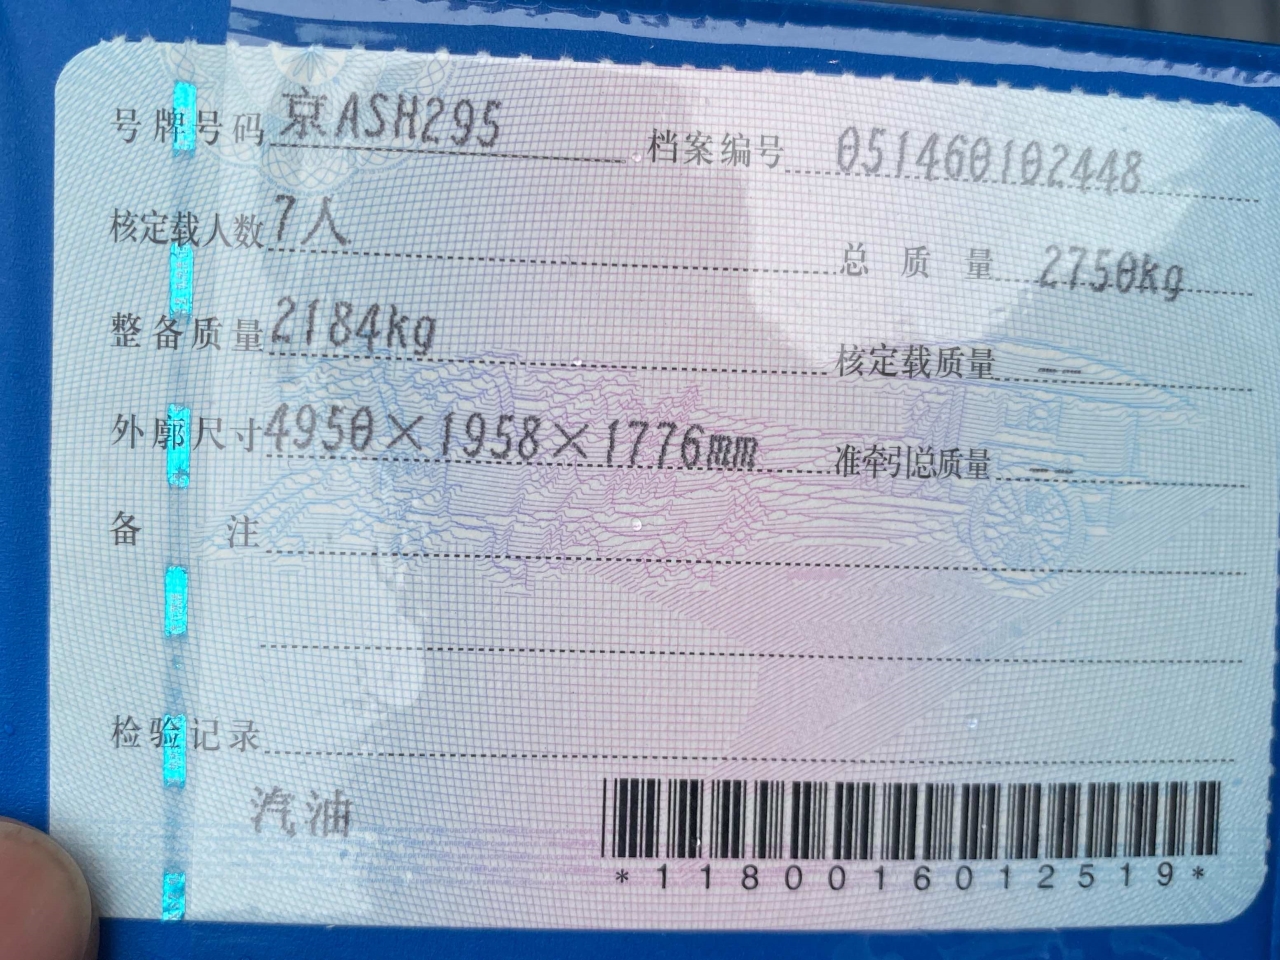 号牌号码 京ASH295 档案编号 051460102448
核定载人数 7人 总质量 2750kg
整备质量 2184kg 核定载质量 --
外廓尺寸 4950×1958×1776mm 准牵引总质量 --
备注
检验记录
汽油
*1180016012519*